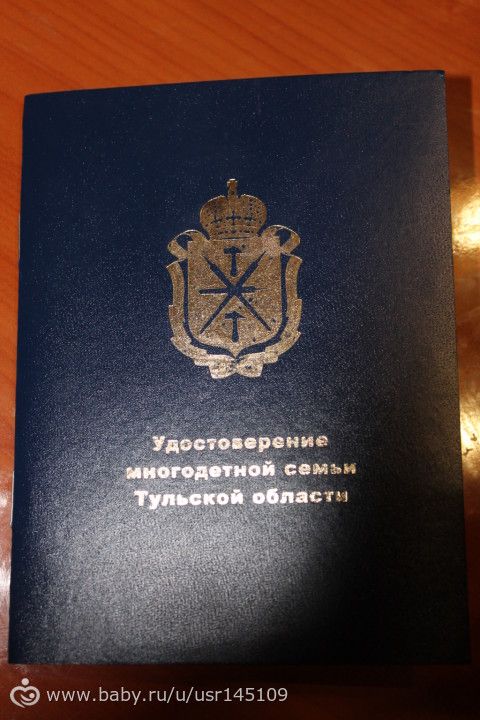 Удостоверение
многодетной семьи
Тульской области
www.baby.ru/u/usr145109